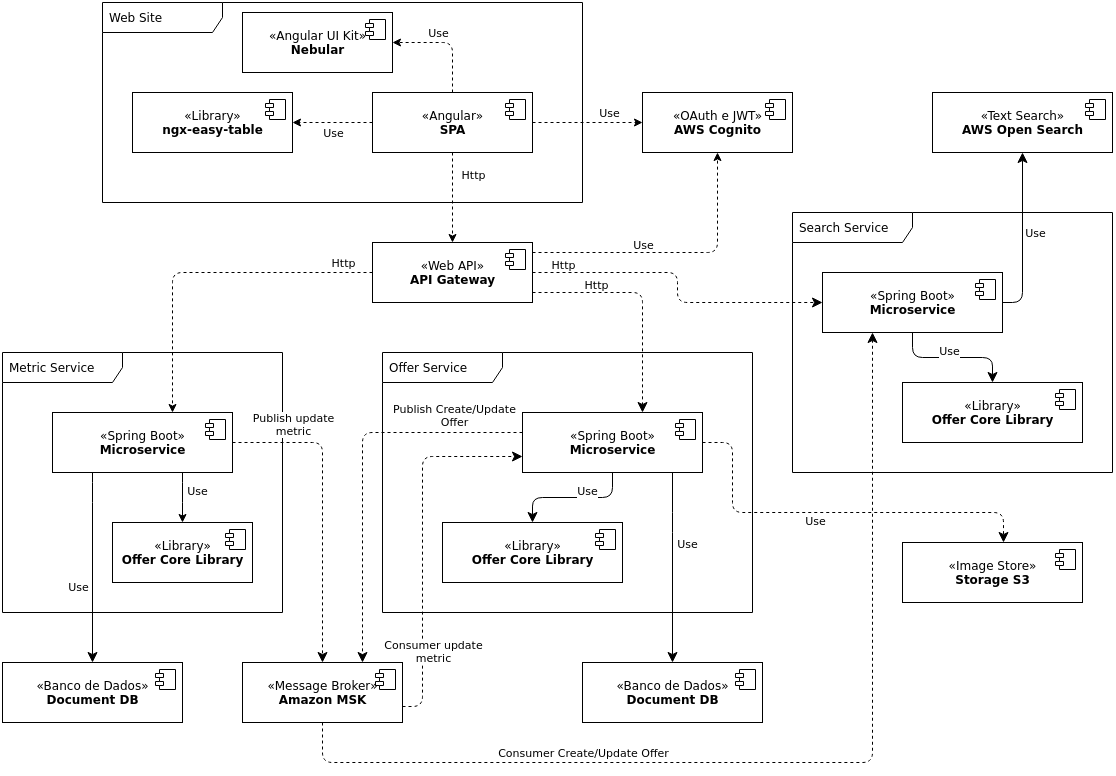 Web Site
«Angular UI Kit»
Nebular
Use
«Library»
ngx-easy-table
Use
«Angular»
SPA
Use
«OAuth e JWT»
AWS Cognito
«Text Search»
AWS Open Search
Http
Search Service
Use
Use
«Web API»
API Gateway
Http
Http
Http
«Spring Boot»
Microservice
Use
«Library»
Offer Core Library
Metric Service
Offer Service
Publish update
metric
Publish Create/Update
Offer
«Spring Boot»
Microservice
«Spring Boot»
Microservice
Use
Use
Use
«Library»
Offer Core Library
«Library»
Offer Core Library
Use
«Image Store»
Storage S3
Use
Consumer update
metric
«Banco de Dados»
Document DB
«Message Broker»
Amazon MSK
«Banco de Dados»
Document DB
Consumer Create/Update Offer